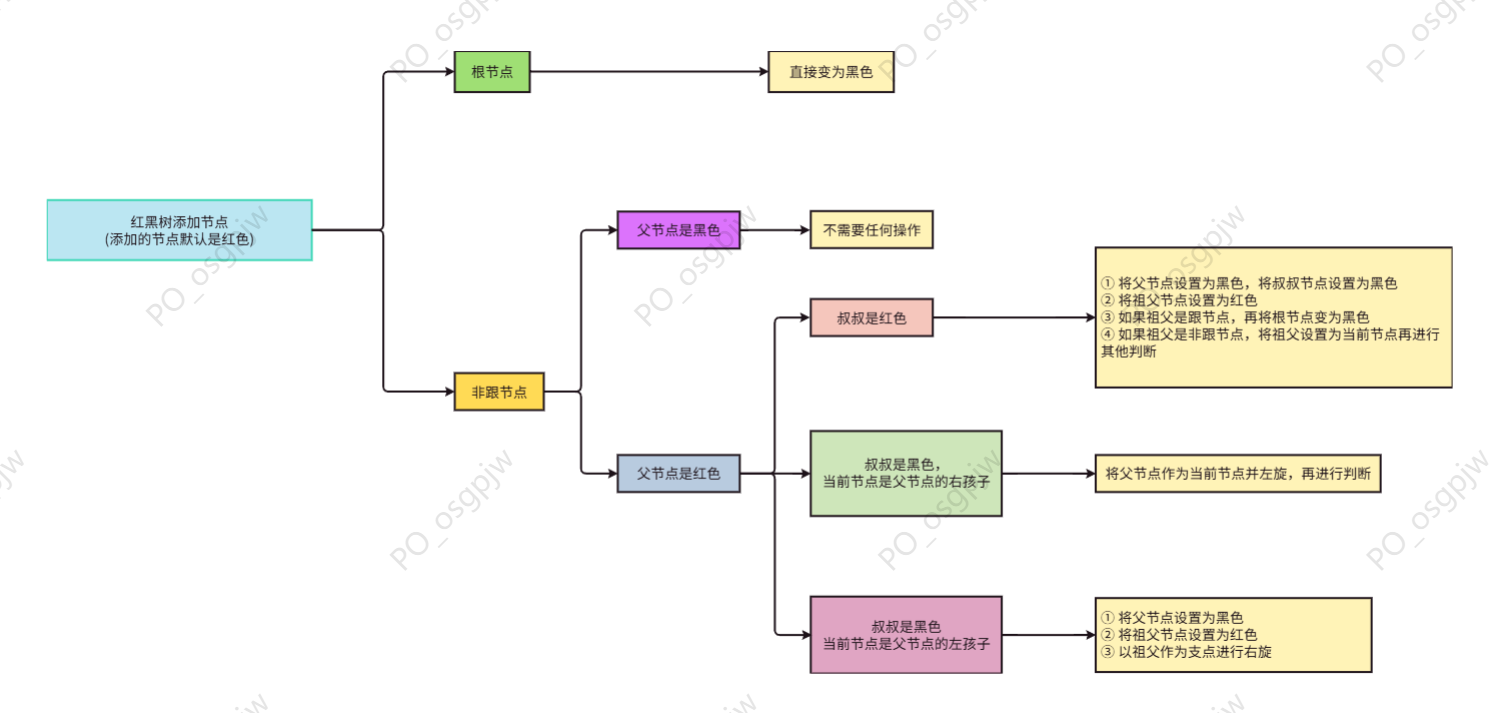 根节点
直接变为黑色
红黑树添加节点
(添加的节点默认是红色)
父节点是黑色
不需要任何操作
叔叔是红色
① 将父节点设置为黑色，将叔叔节点设置为黑色
② 将祖父节点设置为红色
③ 如果祖父是跟节点，再将根节点变为黑色
④ 如果祖父是非跟节点，将祖父设置为当前节点再进行
其他判断
非跟节点
父节点是红色
叔叔是黑色，
当前节点是父节点的右孩子
将父节点作为当前节点并左旋，再进行判断
叔叔是黑色
当前节点是父节点的左孩子
① 将父节点设置为黑色
② 将祖父节点设置为红色
③ 以祖父作为支点进行右旋
PO_osgpjw
PO_osgpjw
PO_osgpjw
PO_osgpjw
PO_osgpjw
PO_osgpjw
PO_osgpjw
PO_osgpjw
PO_osgpjw